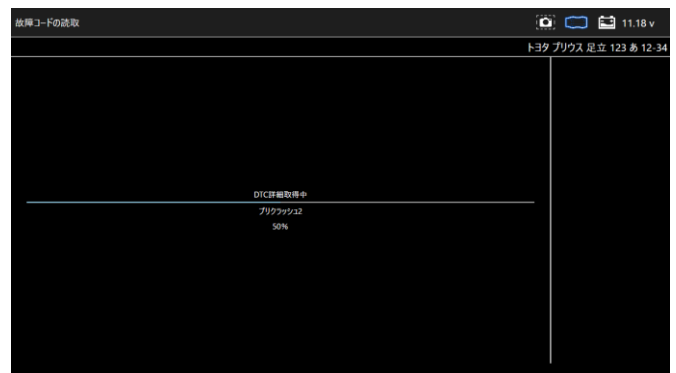 故障コードの読取
11.18 v
トヨタ プリウス 足立 123 あ 12-34
DTC詳細取得中
プリクラッシュ2
50%